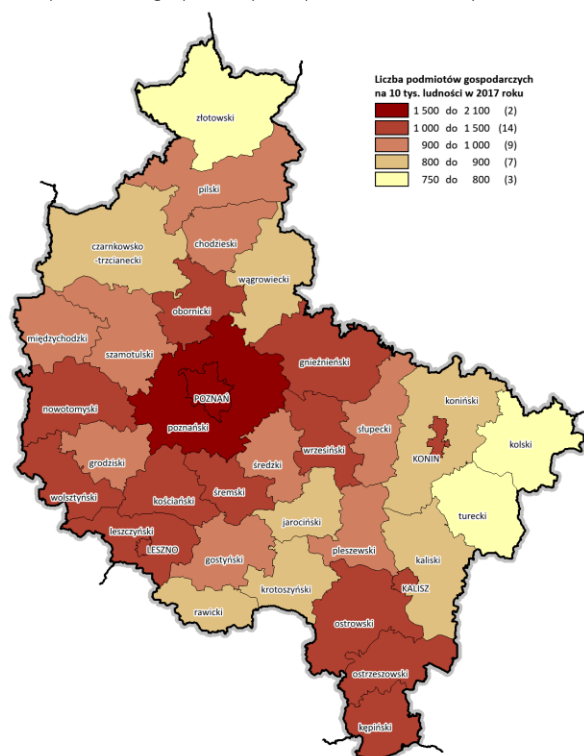 Liczba podmiotów gospodarczych
na 10 tys. ludności w 2017 roku
1 500 do 2 100 (2)
1 000 do 1 500 (14)
900 do 1 000 (9)
800 do 900 (7)
750 do 800 (3)
złotowski
pilski
chodzieski
czarnkowsko
-trzcianecki
wągrowiecki
obornicki
międzychodzki
szamotulski
gnieźnieński
POZNAŃ
nowotomyski
poznański
koniński
słupecki
kolski
KONIN
wrzesiński
średzki
grodziski
wolsztyński
kościański
śremski
turecki
jarociński
leszczyński
LESZNO
gostyński
pleszewski
kaliski
krotoszyński
KALISZ
rawicki
ostrowski
ostrzeszowski
kępiński